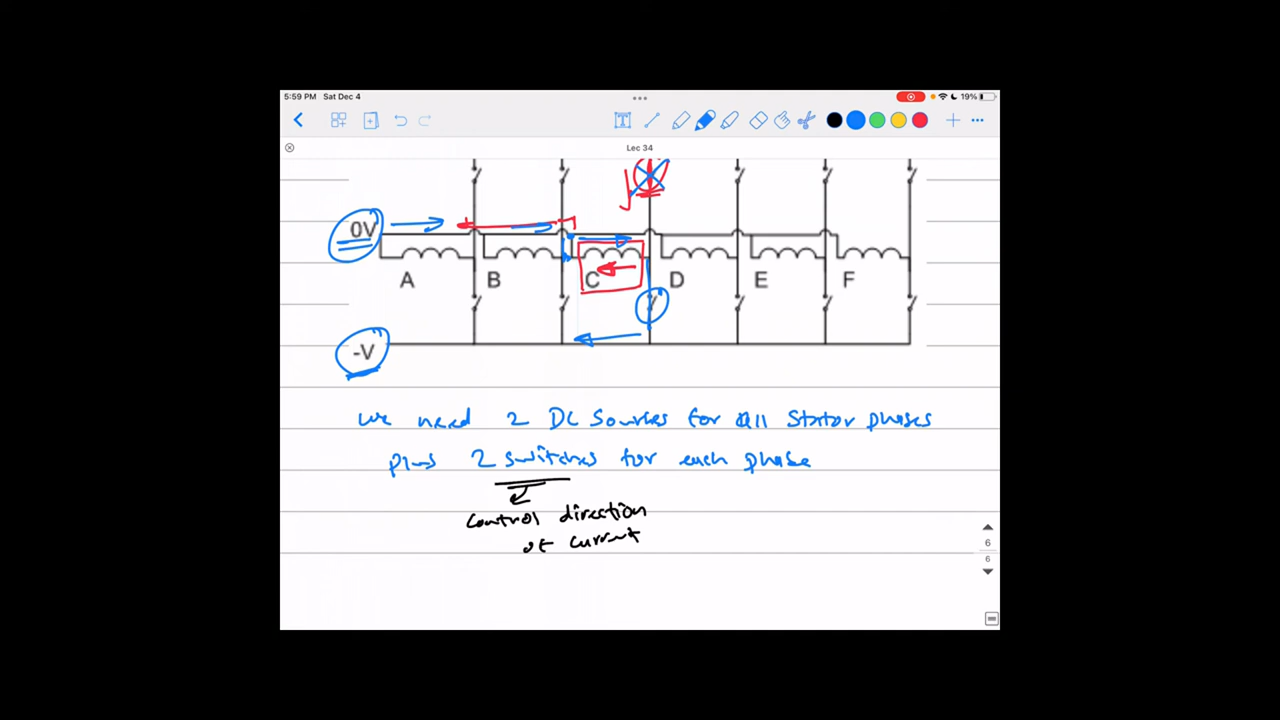 5:59 PM Sat Dec 4
19%
Lec 34
0V
A B C D E F
-V
we need 2 DC Sources for all Stator phases
plus 2 switches for each phase
control direction
of current
6
6